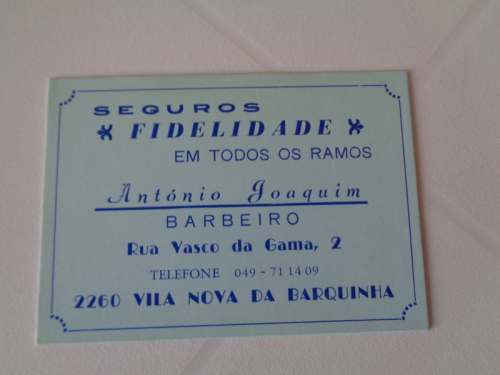 SEGUROS
FIDELIDADE
EM TODOS OS RAMOS
António Joaquim
BARBEIRO
Rua Vasco da Gama, 2
TELEFONE 049 - 71 14 09
2260 VILA NOVA DA BARQUINHA